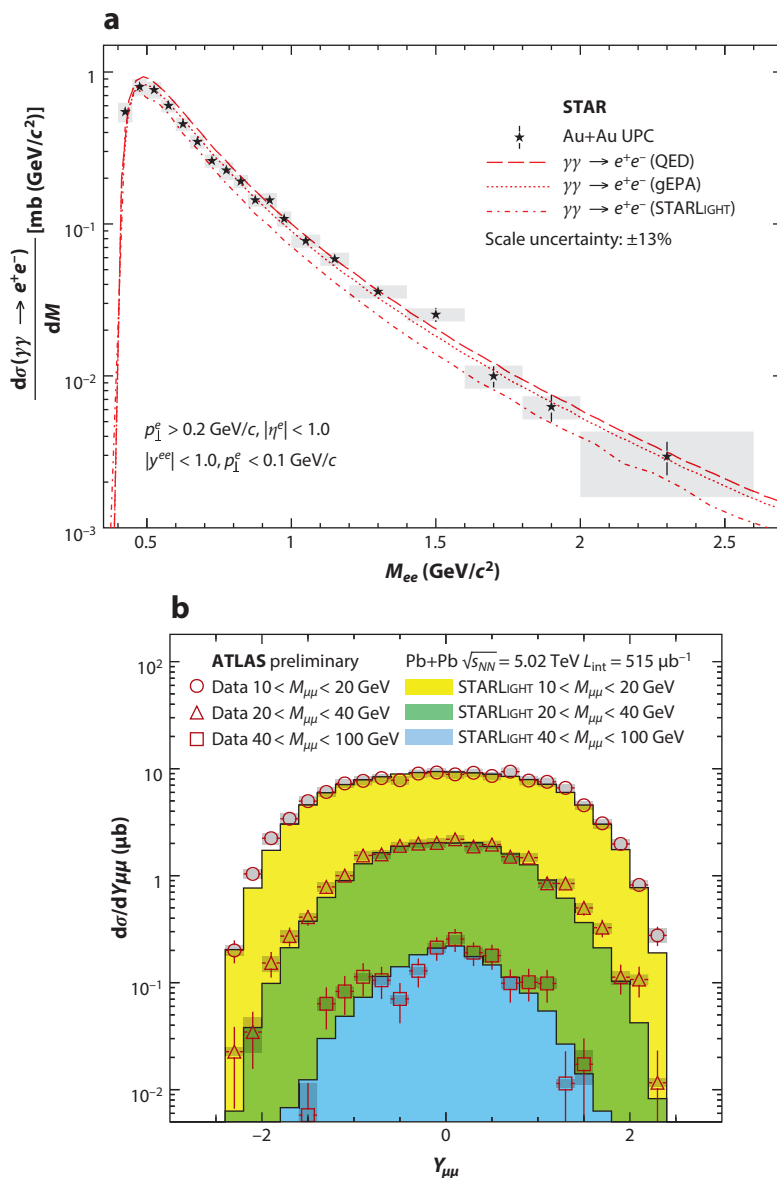 a
STAR
Au+Au UPC
γγ → e⁺e⁻ (QED)
γγ → e⁺e⁻ (gEPA)
γγ → e⁺e⁻ (STARLIGHT)
Scale uncertainty: ±13%
dσ(γγ → e⁺e⁻)/dM [mb (GeV/c²)]
1
10⁻¹
10⁻²
10⁻³
p⊥ᵉ > 0.2 GeV/c, |ηᵉ| < 1.0
|yᵉᵉ| < 1.0, p⊥ᵉ < 0.1 GeV/c
0.5 1 1.5 2 2.5
Mee (GeV/c²)
b
ATLAS preliminary Pb+Pb √sNN = 5.02 TeV Lint = 515 μb⁻¹
Data 10 < Mμμ < 20 GeV STARLIGHT 10 < Mμμ < 20 GeV
Data 20 < Mμμ < 40 GeV STARLIGHT 20 < Mμμ < 40 GeV
Data 40 < Mμμ < 100 GeV STARLIGHT 40 < Mμμ < 100 GeV
dσ/dYμμ (μb)
10²
10
1
10⁻¹
10⁻²
−2 0 2
Yμμ